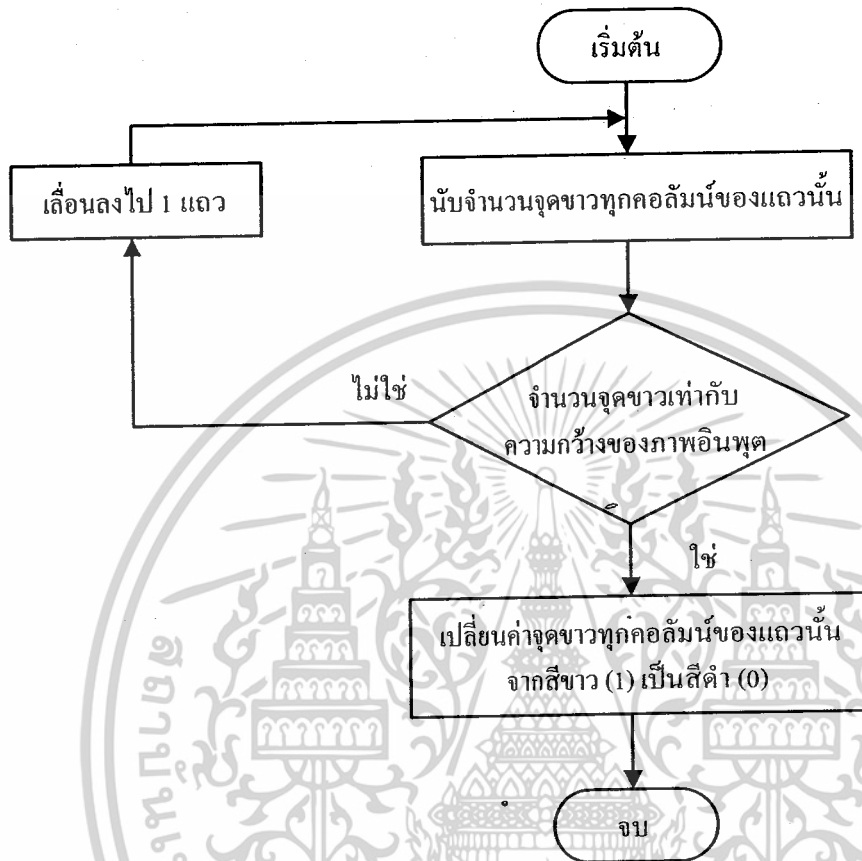 เริ่มต้น
เลื่อนลงไป 1 แถว
นับจำนวนจุดขาวทุกคอลัมน์ของแถวนั้น
ไม่ใช่
จำนวนจุดขาวเท่ากับ
ความกว้างของภาพอินพุต
ใช่
เปลี่ยนค่าจุดขาวทุกคอลัมน์ของแถวนั้น
จากสีขาว (1) เป็นสีดำ (0)
จบ
สถาบันเ